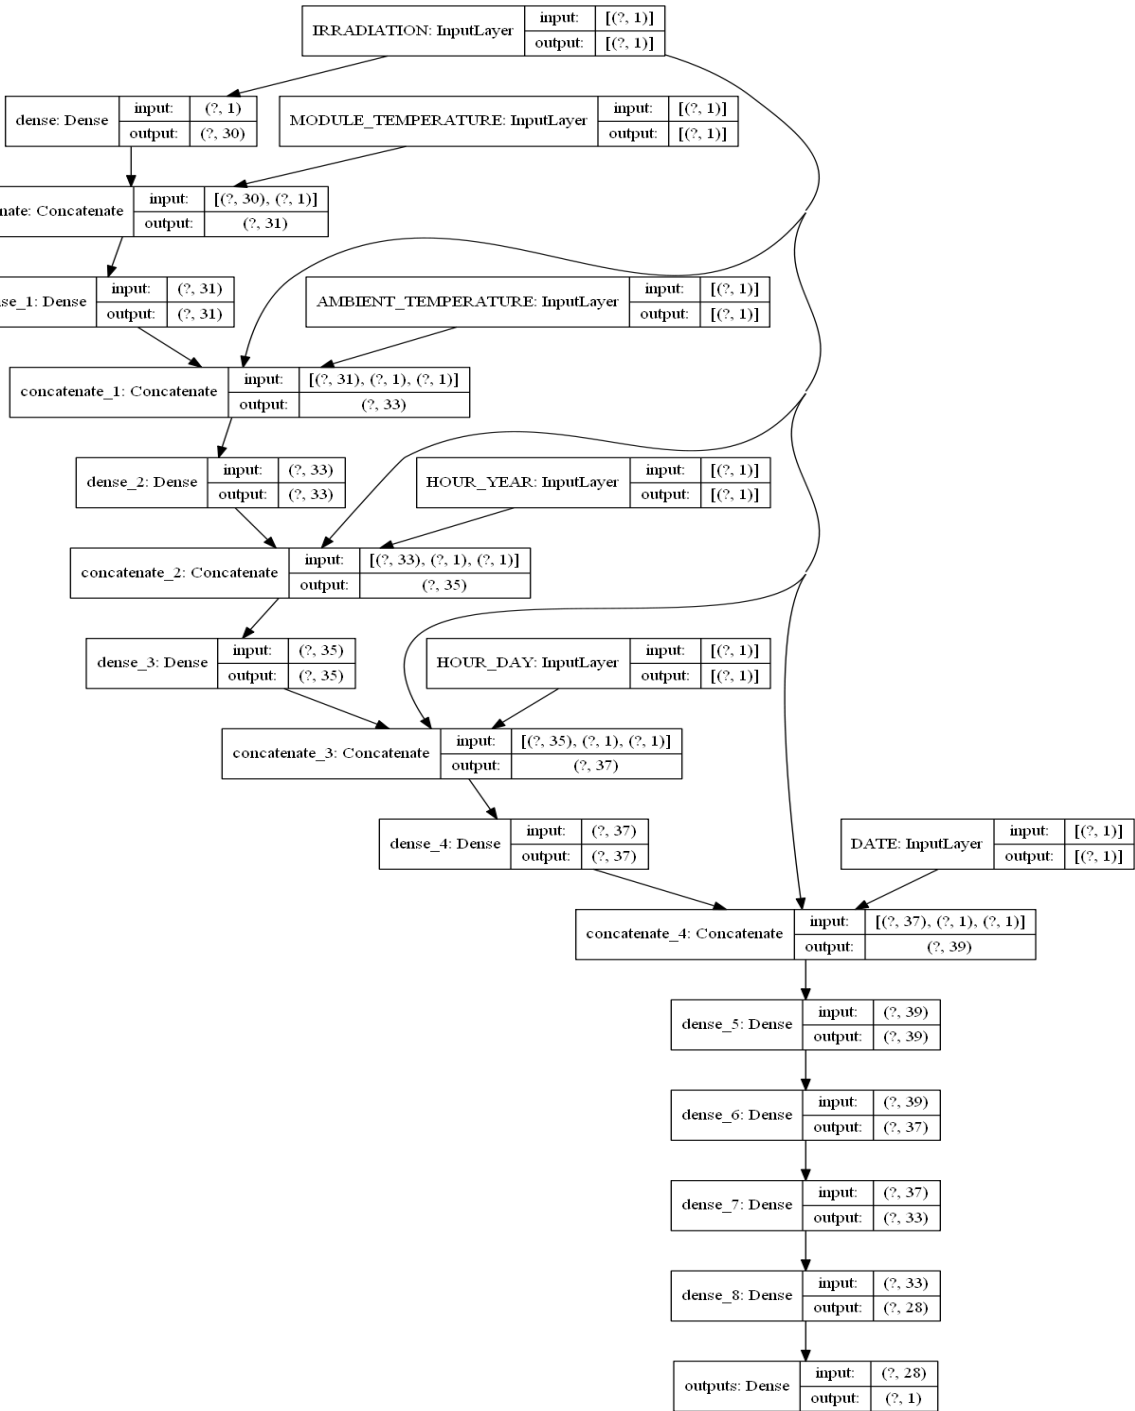 IRRADIATION: InputLayer
input: [(?, 1)]
output: [(?, 1)]
dense: Dense
input: (?, 1)
output: (?, 30)
MODULE_TEMPERATURE: InputLayer
input: [(?, 1)]
output: [(?, 1)]
nate: Concatenate
input: [(?, 30), (?, 1)]
output: (?, 31)
se_1: Dense
input: (?, 31)
output: (?, 31)
AMBIENT_TEMPERATURE: InputLayer
input: [(?, 1)]
output: [(?, 1)]
concatenate_1: Concatenate
input: [(?, 31), (?, 1), (?, 1)]
output: (?, 33)
dense_2: Dense
input: (?, 33)
output: (?, 33)
HOUR_YEAR: InputLayer
input: [(?, 1)]
output: [(?, 1)]
concatenate_2: Concatenate
input: [(?, 33), (?, 1), (?, 1)]
output: (?, 35)
dense_3: Dense
input: (?, 35)
output: (?, 35)
HOUR_DAY: InputLayer
input: [(?, 1)]
output: [(?, 1)]
concatenate_3: Concatenate
input: [(?, 35), (?, 1), (?, 1)]
output: (?, 37)
dense_4: Dense
input: (?, 37)
output: (?, 37)
DATE: InputLayer
input: [(?, 1)]
output: [(?, 1)]
concatenate_4: Concatenate
input: [(?, 37), (?, 1), (?, 1)]
output: (?, 39)
dense_5: Dense
input: (?, 39)
output: (?, 39)
dense_6: Dense
input: (?, 39)
output: (?, 37)
dense_7: Dense
input: (?, 37)
output: (?, 33)
dense_8: Dense
input: (?, 33)
output: (?, 28)
outputs: Dense
input: (?, 28)
output: (?, 1)